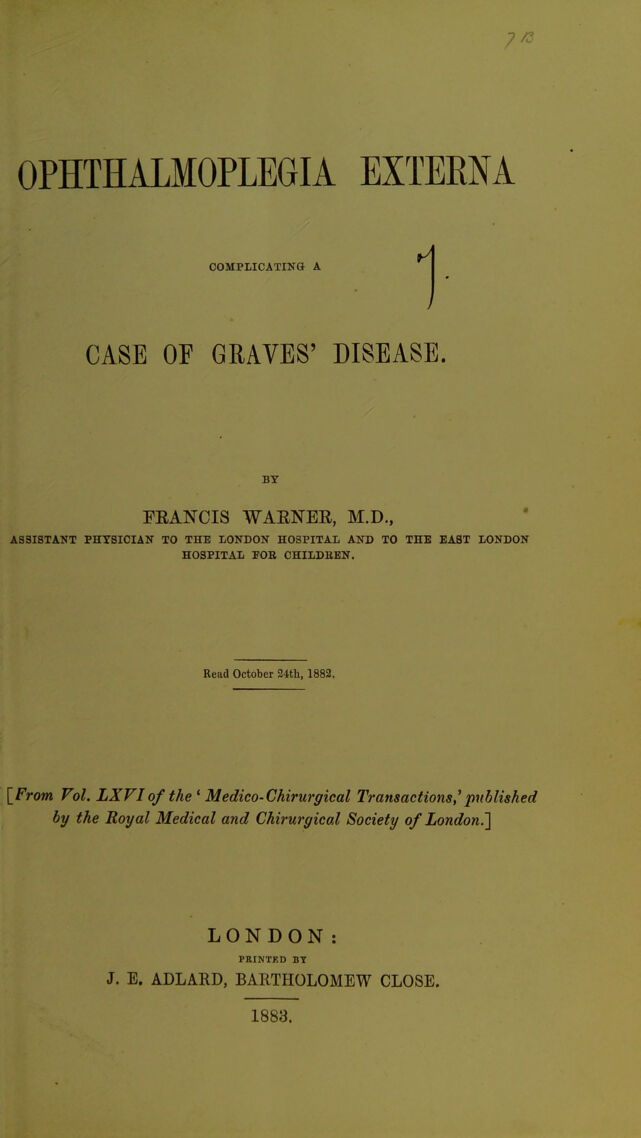 OPHTHALMOPLEGIA EXTERNA
COMPLICATING A
1.
CASE OF GRAVES’ DISEASE.
BY
FRANCIS WARNER, M.D.,
ASSISTANT PHYSICIAN TO THE LONDON HOSPITAL AND TO THE EAST LONDON
HOSPITAL FOR CHILDREN.
Read October 24th, 1882.
[From Vol. LXVI of the ‘ Medico-Chirurgical Transactions,’ published
by the Royal Medical and Chirurgical Society of London.]
LONDON:
PRINTED BY
J. E. ADLARD, BARTHOLOMEW CLOSE.
1883.